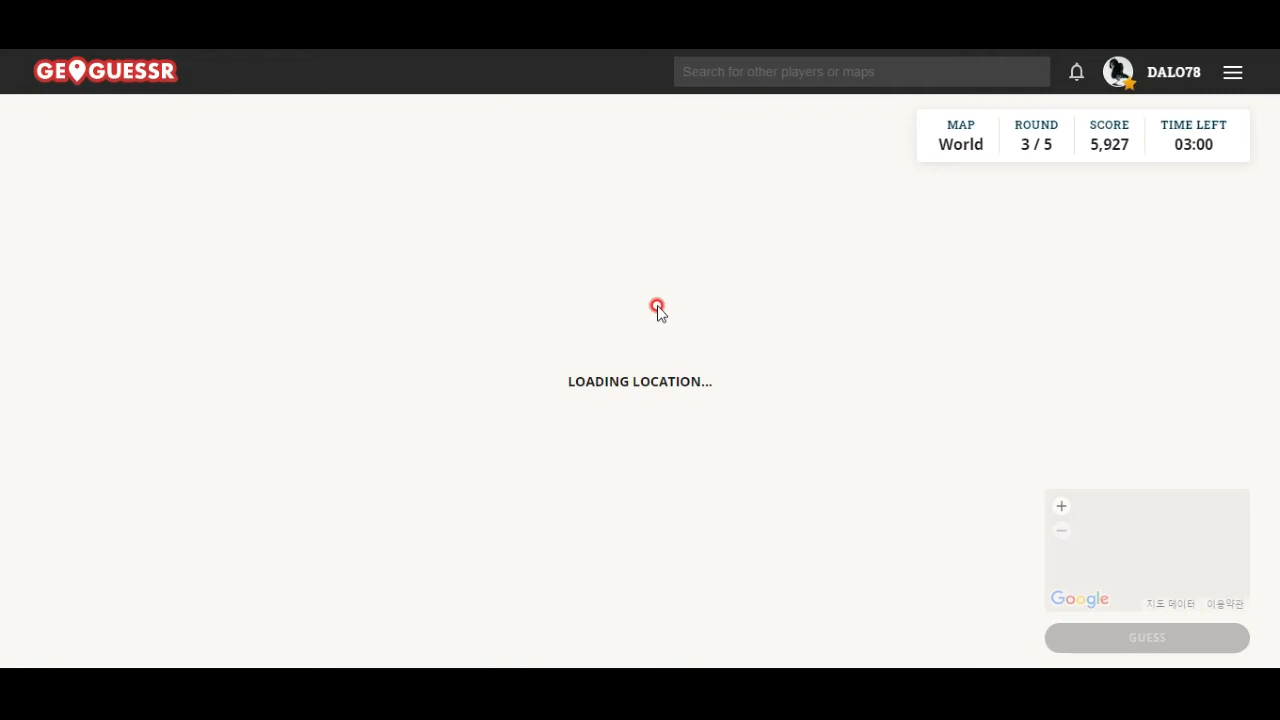 GEOGUESSR
Search for other players or maps
DALO78
MAP ROUND SCORE TIME LEFT
World 3 / 5 5,927 03:00
LOADING LOCATION...
Google 지도 데이터 이용약관
GUESS